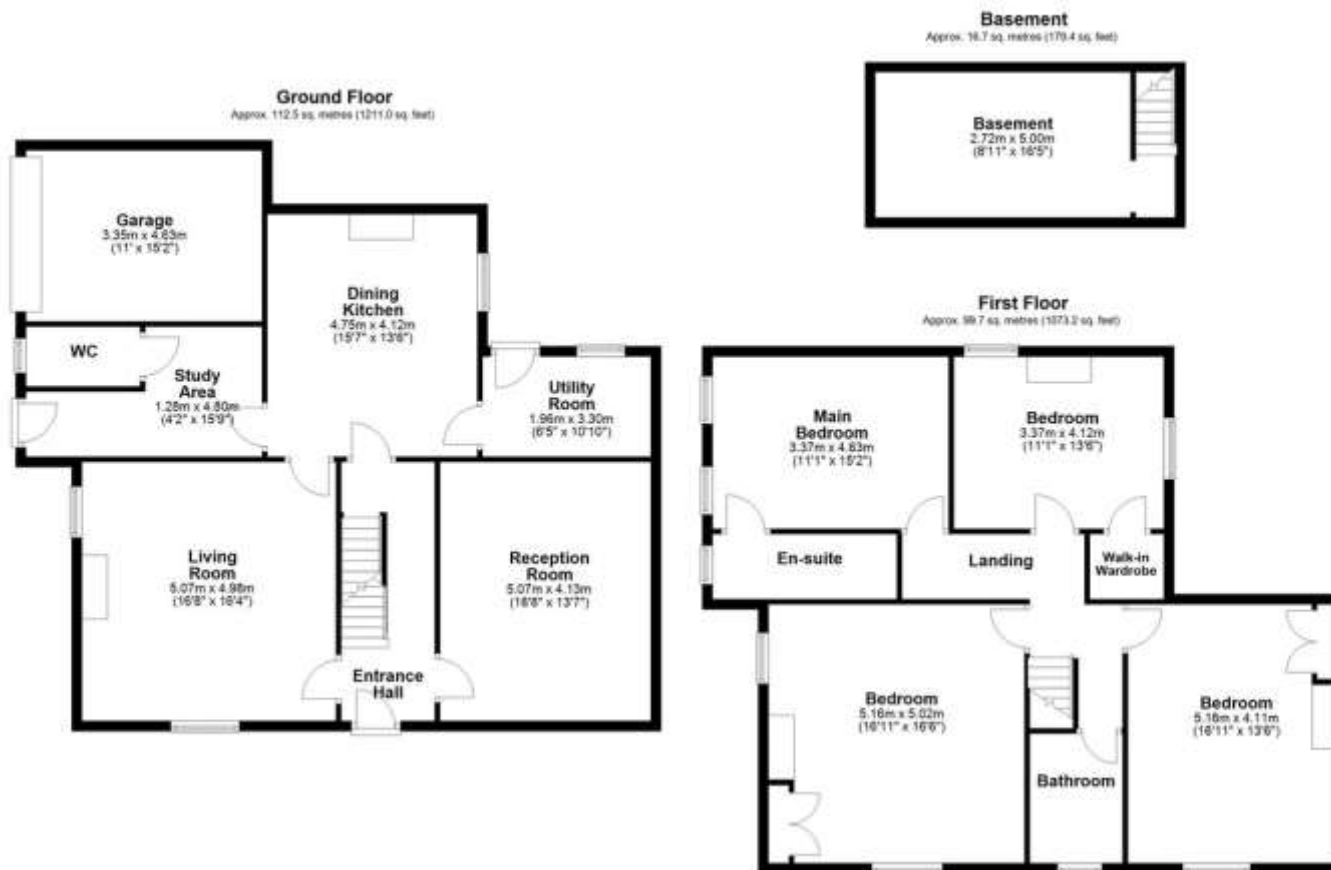 Ground Floor
Approx. 112.5 sq. metres (1211.0 sq. feet)
Garage
3.35m x 4.63m
(11' x 15'2")
WC
Study
Area
1.28m x 4.80m
(4'2" x 15'9")
Dining
Kitchen
4.75m x 4.12m
(15'7" x 13'6")
Utility
Room
1.96m x 3.30m
(6'5" x 10'10")
Living
Room
5.07m x 4.98m
(16'8" x 16'4")
Entrance
Hall
Reception
Room
5.07m x 4.13m
(16'8" x 13'7")
Basement
Approx. 16.7 sq. metres (179.4 sq. feet)
Basement
2.72m x 5.00m
(8'11" x 16'5")
First Floor
Approx. 99.7 sq. metres (1073.2 sq. feet)
Main
Bedroom
3.37m x 4.63m
(11'1" x 15'2")
Bedroom
3.37m x 4.12m
(11'1" x 13'6")
En-suite
Landing
Walk-in
Wardrobe
Bedroom
5.16m x 5.02m
(16'11" x 16'6")
Bathroom
Bedroom
5.16m x 4.11m
(16'11" x 13'6")